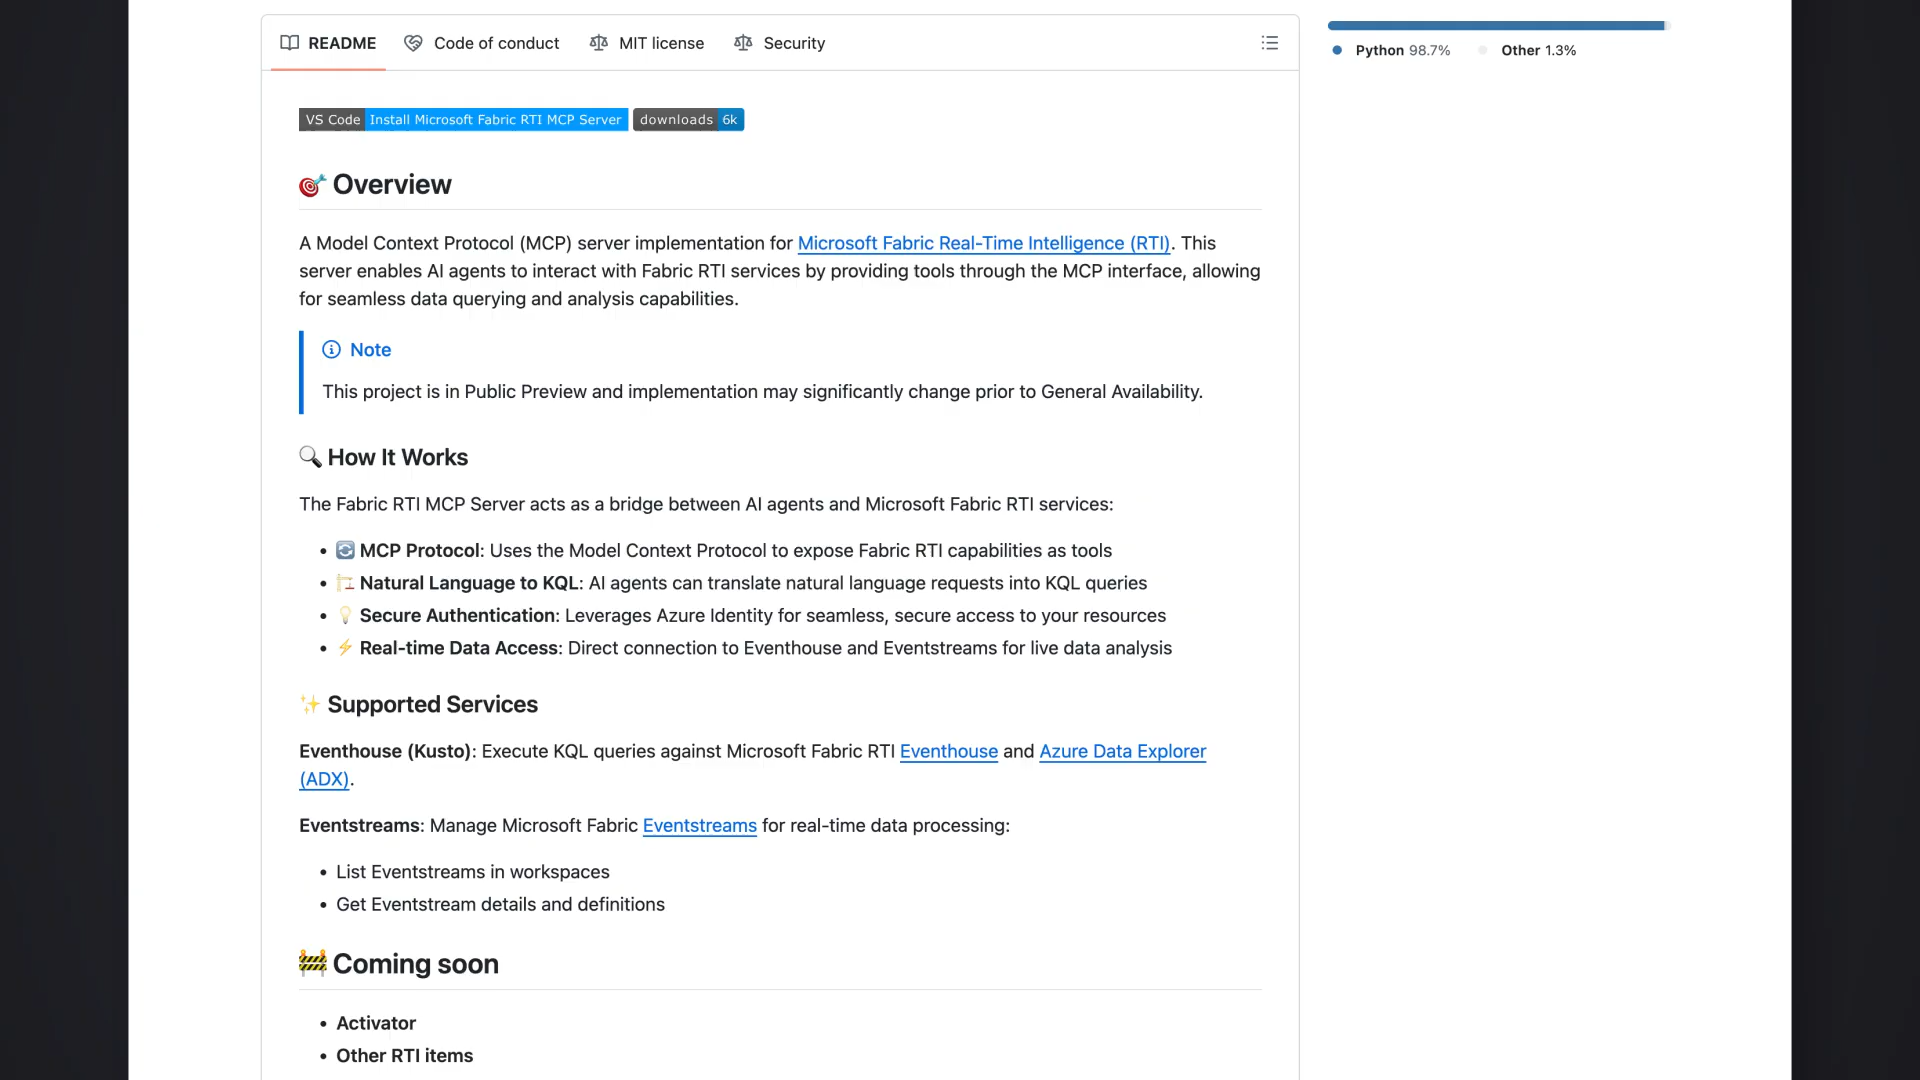 README Code of conduct MIT license Security
Python 98.7% Other 1.3%
VS Code Install Microsoft Fabric RTI MCP Server downloads 6k
🎯 Overview
A Model Context Protocol (MCP) server implementation for Microsoft Fabric Real-Time Intelligence (RTI). This
server enables AI agents to interact with Fabric RTI services by providing tools through the MCP interface, allowing
for seamless data querying and analysis capabilities.
Note
This project is in Public Preview and implementation may significantly change prior to General Availability.
🔍 How It Works
The Fabric RTI MCP Server acts as a bridge between AI agents and Microsoft Fabric RTI services:
• 🔄 MCP Protocol: Uses the Model Context Protocol to expose Fabric RTI capabilities as tools
• 🏗️ Natural Language to KQL: AI agents can translate natural language requests into KQL queries
• 💡 Secure Authentication: Leverages Azure Identity for seamless, secure access to your resources
• ⚡ Real-time Data Access: Direct connection to Eventhouse and Eventstreams for live data analysis
✨ Supported Services
Eventhouse (Kusto): Execute KQL queries against Microsoft Fabric RTI Eventhouse and Azure Data Explorer
(ADX).
Eventstreams: Manage Microsoft Fabric Eventstreams for real-time data processing:
• List Eventstreams in workspaces
• Get Eventstream details and definitions
🚧 Coming soon
• Activator
• Other RTI items